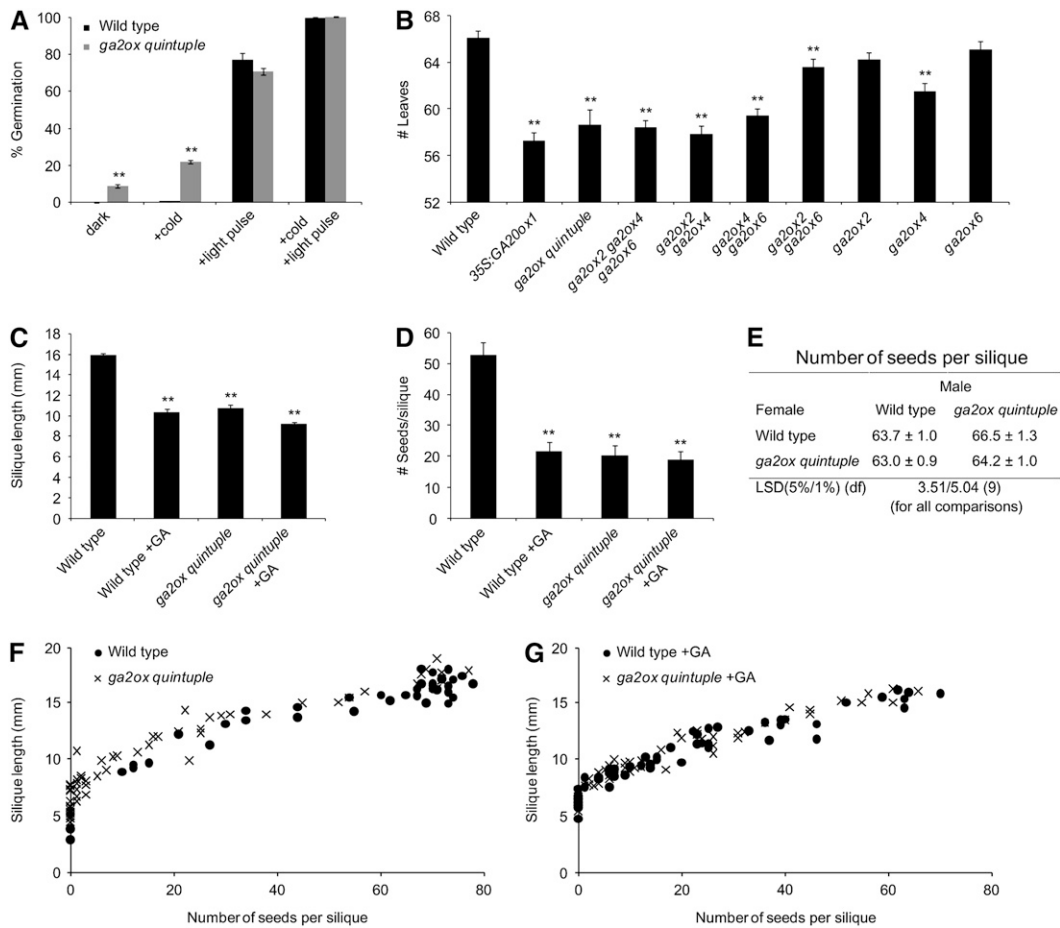 A
Wild type
ga2ox quintuple
% Germination
100
80
60
40
20
0
**
**
dark
+cold
+light pulse
+cold
+light pulse
B
# Leaves
68
64
60
56
52
**
**
**
**
**
**
**
Wild type
35S:GA20ox1
ga2ox quintuple
ga2ox2 ga2ox4
ga2ox6
ga2ox2
ga2ox4
ga2ox4
ga2ox6
ga2ox2
ga2ox6
ga2ox2
ga2ox4
ga2ox6
C
Silique length (mm)
18
16
14
12
10
8
6
4
2
0
**
**
**
Wild type
Wild type +GA
ga2ox quintuple
ga2ox quintuple
+GA
D
# Seeds/silique
60
50
40
30
20
10
0
**
**
**
Wild type
Wild type +GA
ga2ox quintuple
ga2ox quintuple
+GA
E
Number of seeds per silique
Male
Female Wild type ga2ox quintuple
Wild type 63.7 ± 1.0 66.5 ± 1.3
ga2ox quintuple 63.0 ± 0.9 64.2 ± 1.0
LSD(5%/1%) (df) 3.51/5.04 (9)
(for all comparisons)
F
Wild type
ga2ox quintuple
Silique length (mm)
20
15
10
5
0
0 20 40 60 80
Number of seeds per silique
G
Wild type +GA
ga2ox quintuple +GA
Silique length (mm)
20
15
10
5
0
0 20 40 60 80
Number of seeds per silique